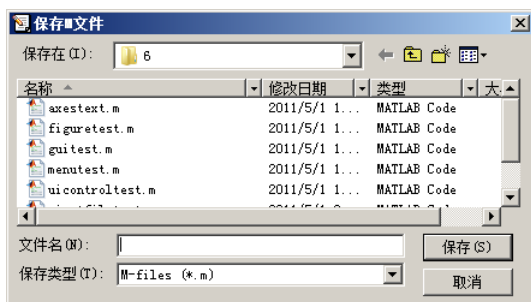 保存M文件
保存在(I): 6
名称 修改日期 类型 大
axestext.m 2011/5/1 1... MATLAB Code
figuretest.m 2011/5/1 1... MATLAB Code
guitest.m 2011/5/1 1... MATLAB Code
menutest.m 2011/5/1 1... MATLAB Code
uicontroltest.m 2011/5/1 1... MATLAB Code
文件名(N): 保存(S)
保存类型(T): M-files (*.m) 取消